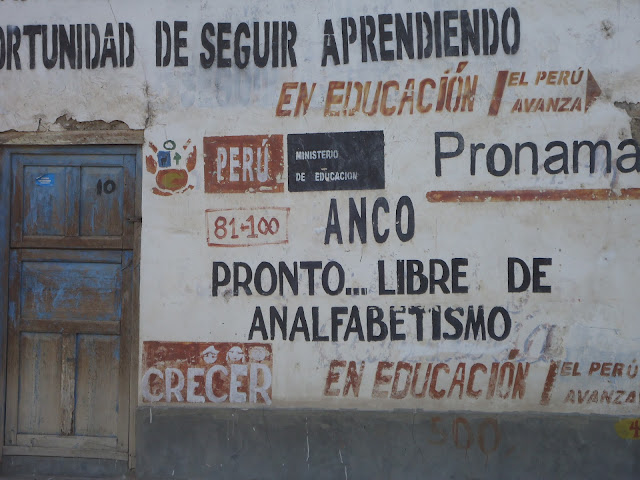 ORTUNIDAD DE SEGUIR APRENDIENDO
EN EDUCACIÓN EL PERÚ
AVANZA
10
PERÚ
MINISTERIO
DE EDUCACION
Pronama
81-100
ANCO
PRONTO... LIBRE DE
ANALFABETISMO
CRECER
EN EDUCACIÓN EL PERÚ
AVANZA